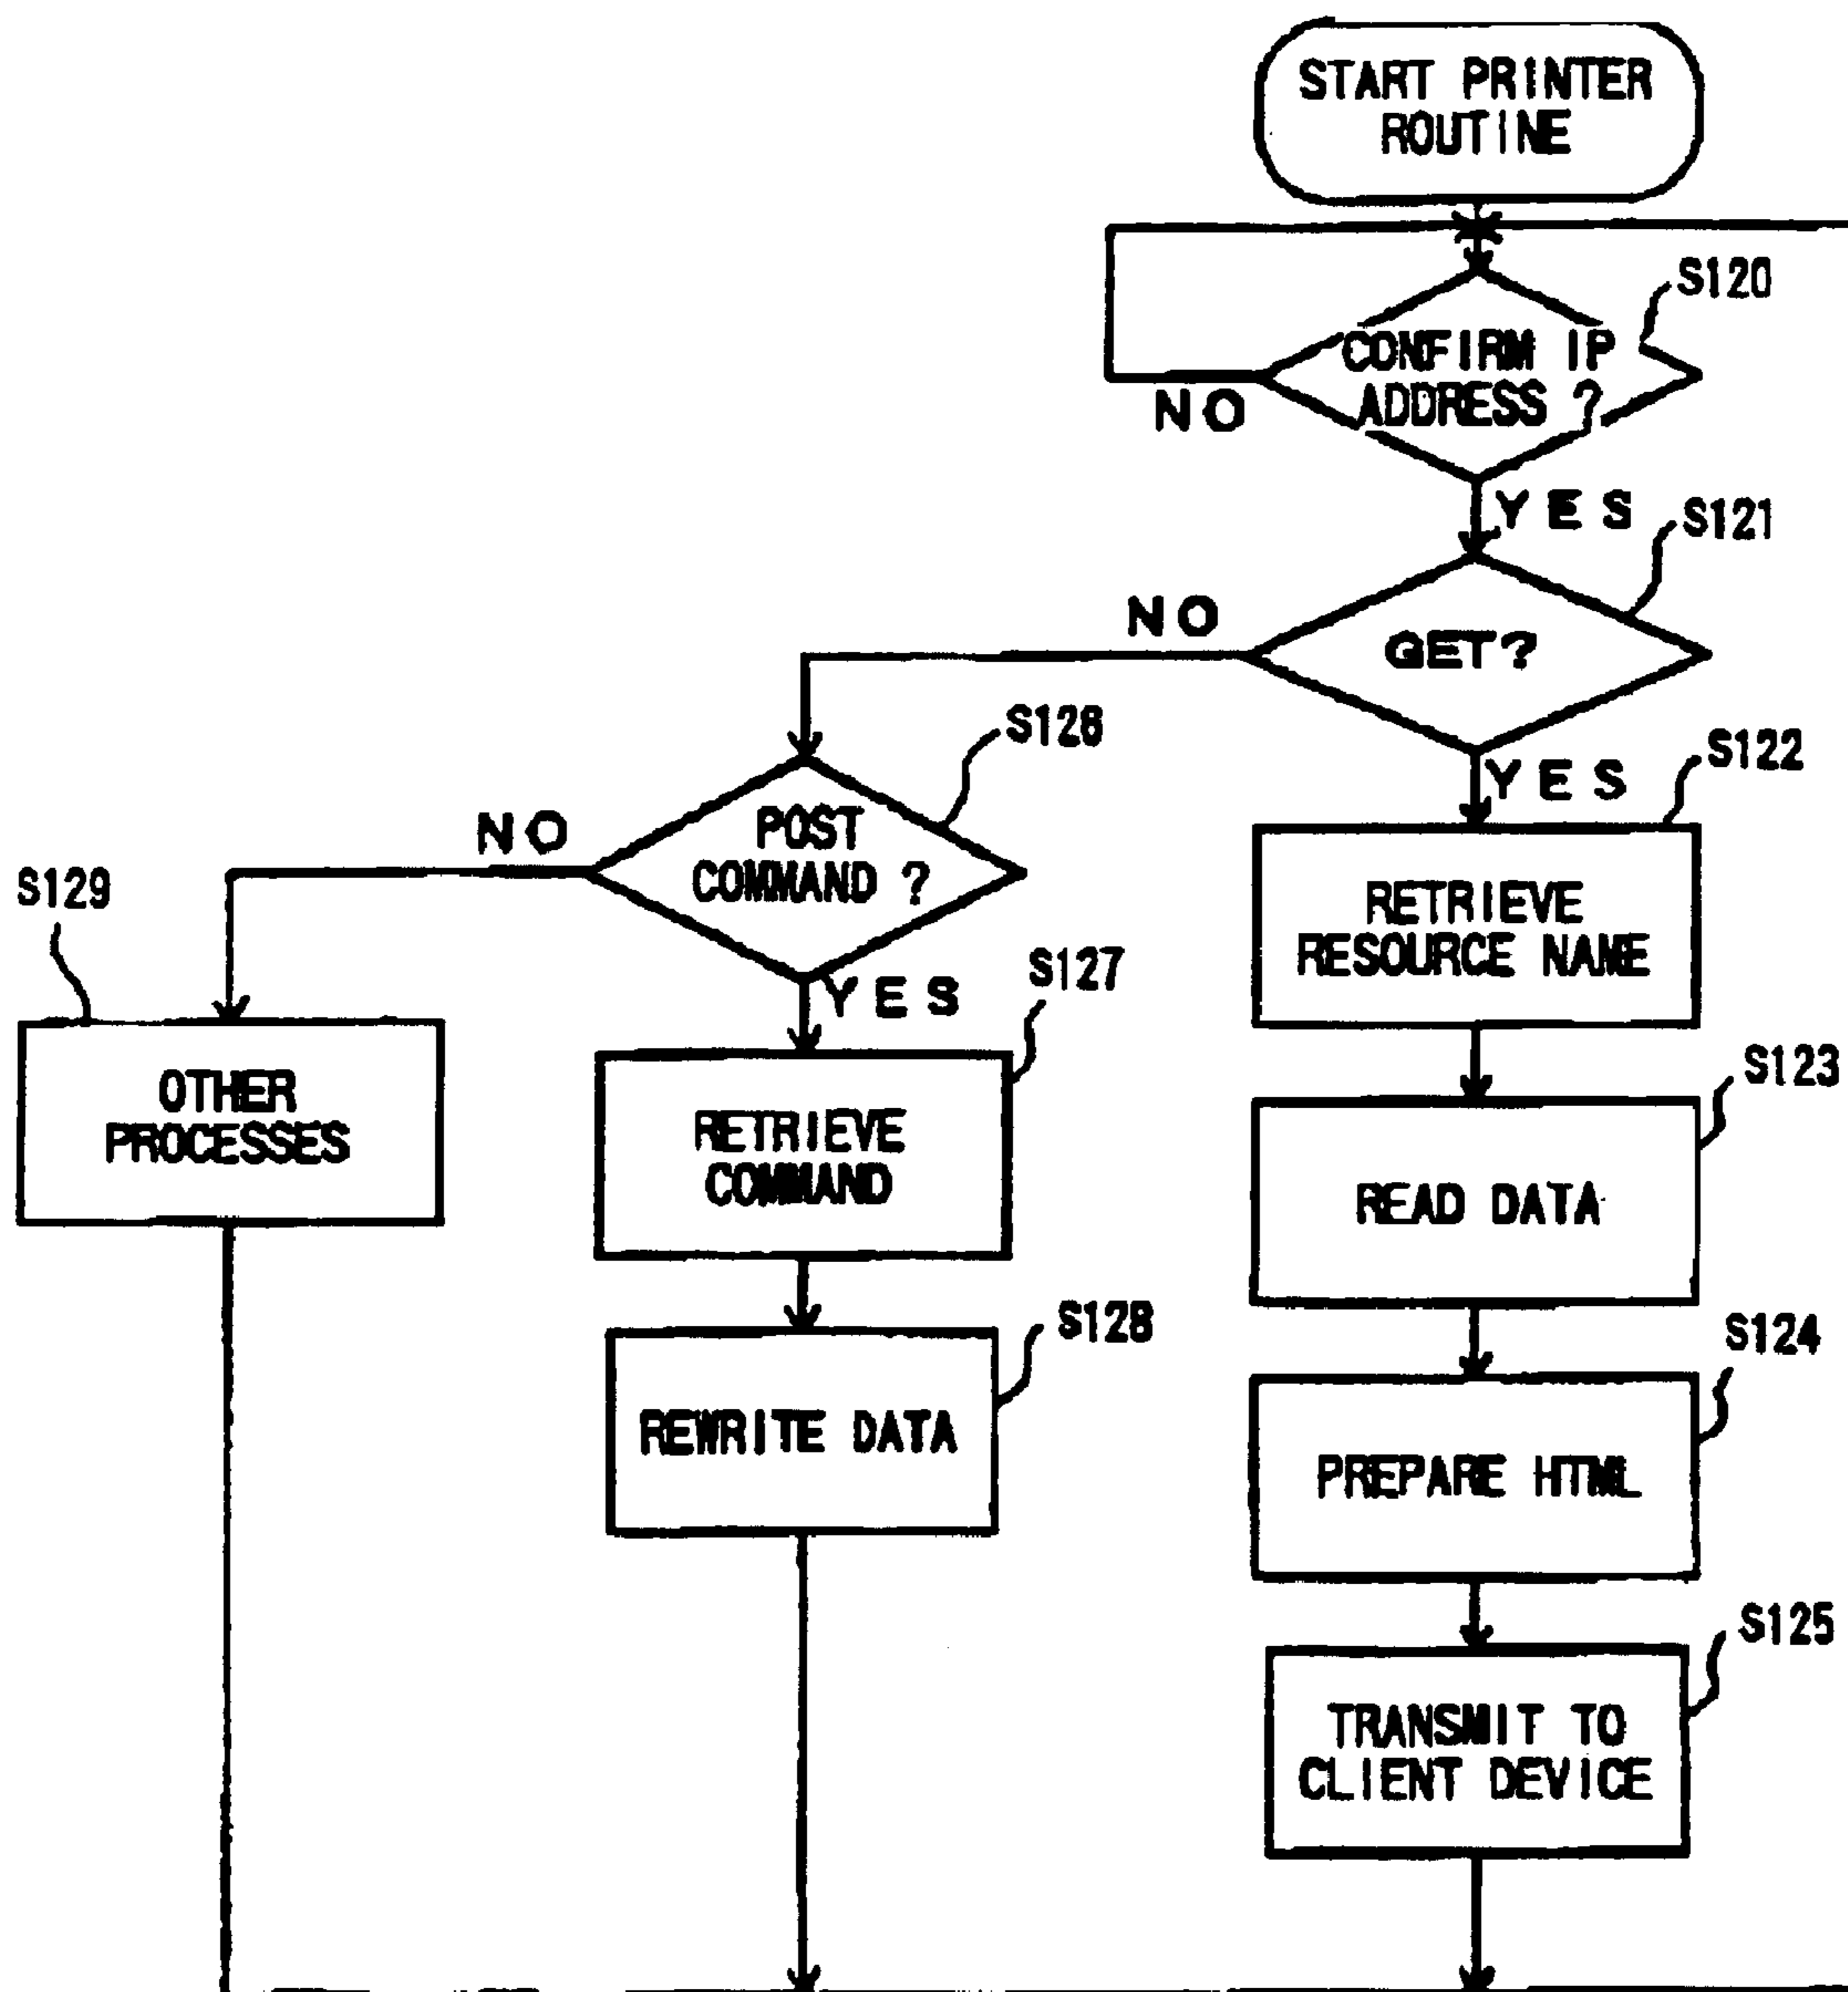 START PRINTER
ROUTINE
S120
CONFIRM IP
ADDRESS ?
NO
YES
S121
GET?
NO
YES
S126
POST
COMMAND ?
NO
YES
S122
RETRIEVE
RESOURCE NAME
S129
OTHER
PROCESSES
S127
RETRIEVE
COMMAND
S123
READ DATA
S128
REWRITE DATA
S124
PREPARE HTML
S125
TRANSMIT TO
CLIENT DEVICE